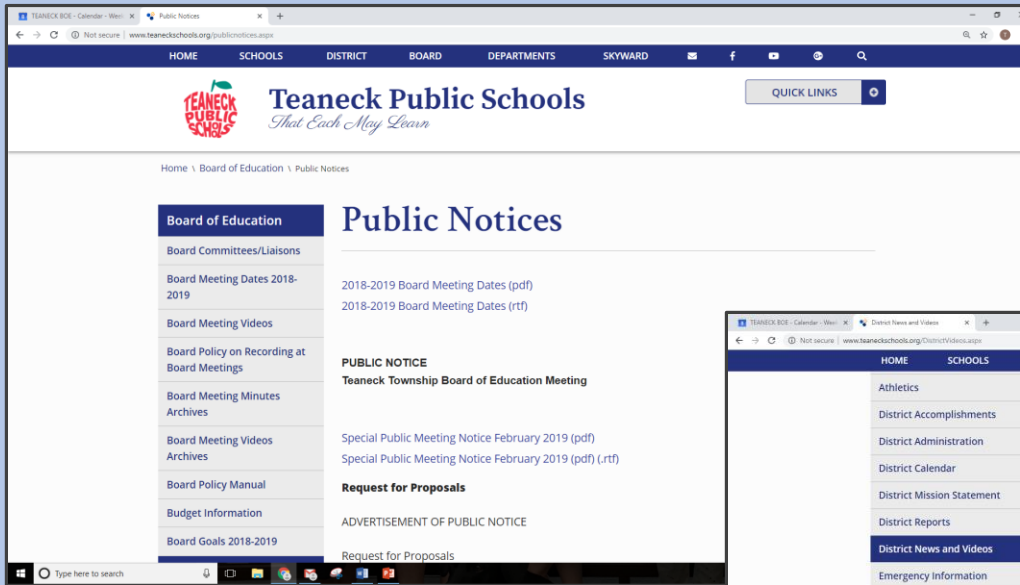 TEANECK BOE - Calendar - Wee
Public Notices
Not secure | www.teaneckschools.org/publicnotices.aspx
HOME SCHOOLS DISTRICT BOARD DEPARTMENTS SKYWARD
TEANECK
PUBLIC
SCHOOLS
Teaneck Public Schools
That Each May Learn
QUICK LINKS
Home \ Board of Education \ Public Notices
Board of Education
Board Committees/Liaisons
Board Meeting Dates 2018-
2019
Board Meeting Videos
Board Policy on Recording at
Board Meetings
Board Meeting Minutes
Archives
Board Meeting Videos
Archives
Board Policy Manual
Budget Information
Board Goals 2018-2019
Public Notices
2018-2019 Board Meeting Dates (pdf)
2018-2019 Board Meeting Dates (rtf)
PUBLIC NOTICE
Teaneck Township Board of Education Meeting
Special Public Meeting Notice February 2019 (pdf)
Special Public Meeting Notice February 2019 (pdf) (.rtf)
Request for Proposals
ADVERTISEMENT OF PUBLIC NOTICE
Request for Proposals
Type here to search
TEANECK BOE - Calendar - Wee
District News and Videos
Not secure | www.teaneckschools.org/DistrictVideos.aspx
HOME SCHOOLS
Athletics
District Accomplishments
District Administration
District Calendar
District Mission Statement
District Reports
District News and Videos
Emergency Information